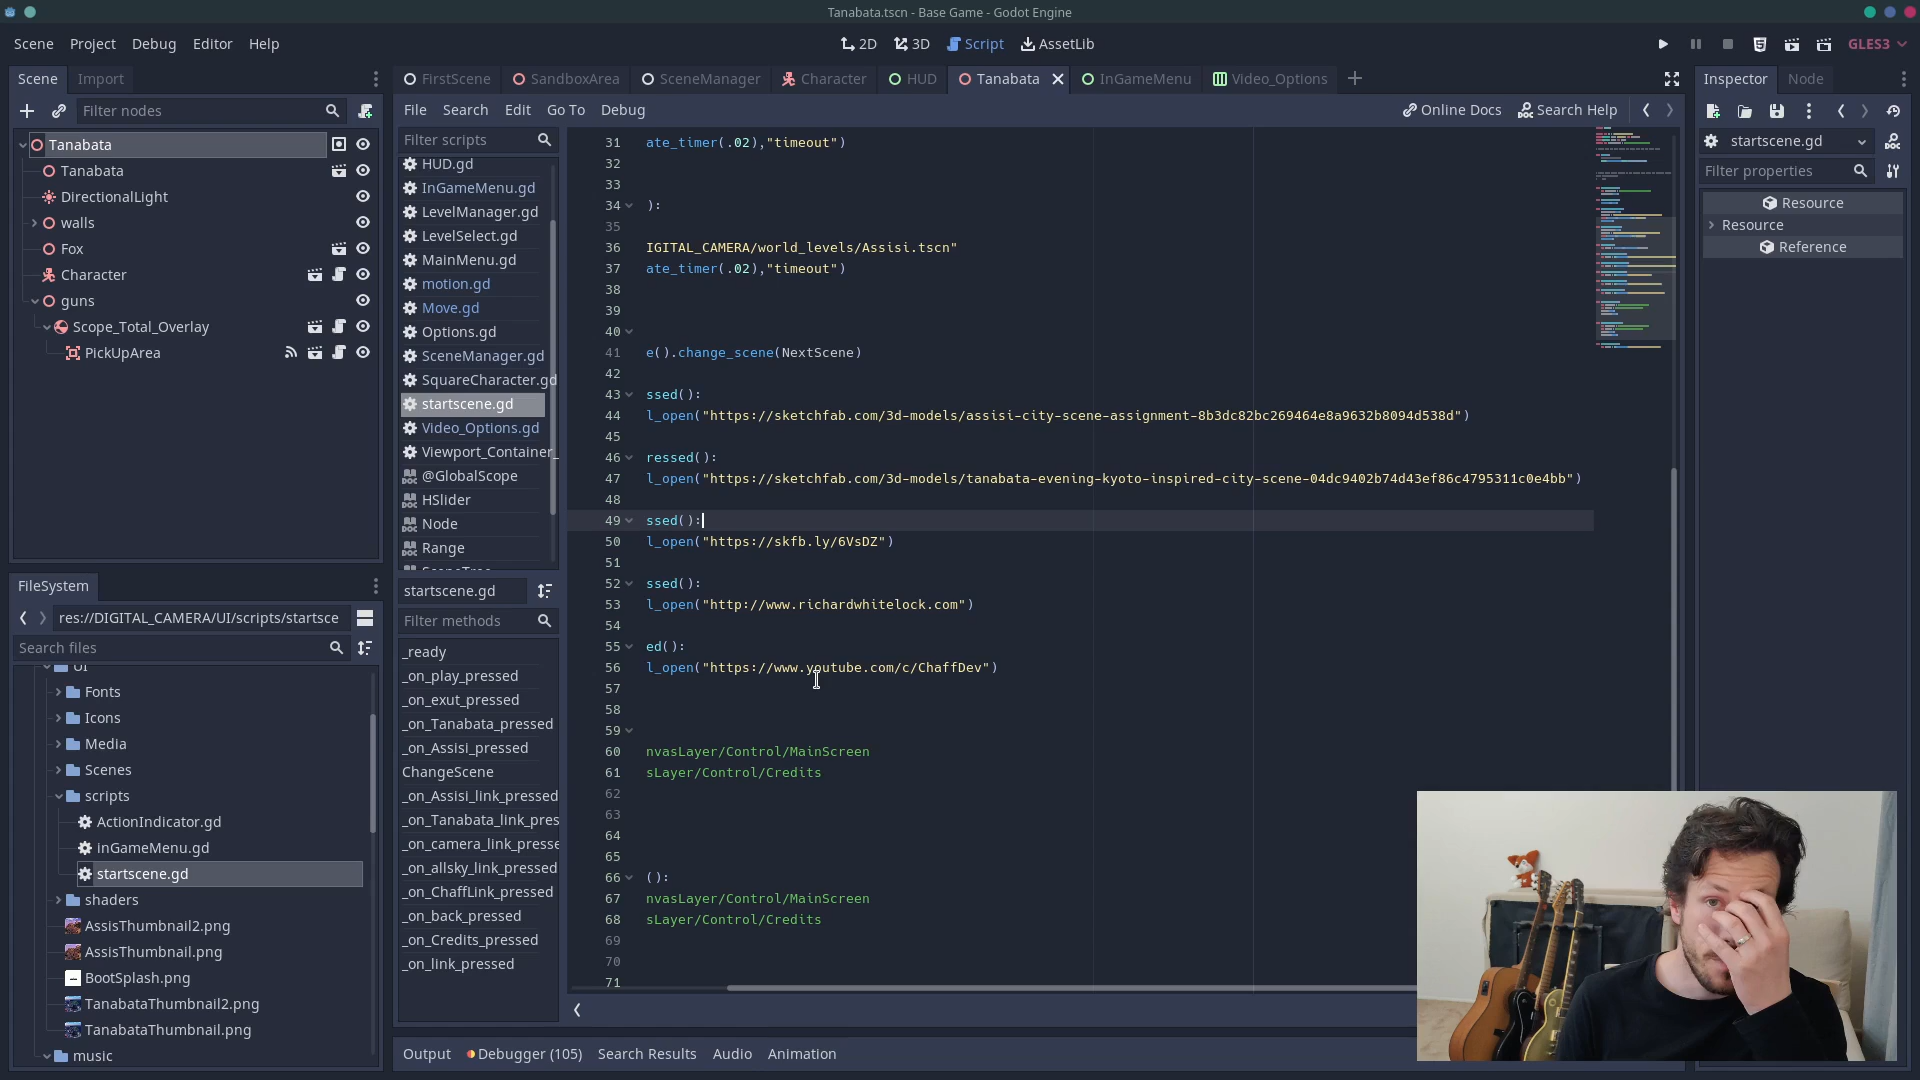 Tanabata.tscn - Base Game - Godot Engine
Scene Project Debug Editor Help
2D 3D Script AssetLib
GLES3
Scene Import
FirstScene SandboxArea SceneManager Character HUD Tanabata InGameMenu Video_Options
Inspector Node
Filter nodes
File Search Edit Go To Debug
Online Docs Search Help
Tanabata
Tanabata
DirectionalLight
walls
Fox
Character
guns
Scope_Total_Overlay
PickUpArea
Filter scripts
HUD.gd
InGameMenu.gd
LevelManager.gd
LevelSelect.gd
MainMenu.gd
motion.gd
Move.gd
Options.gd
SceneManager.gd
SquareCharacter.gd
startscene.gd
Video_Options.gd
Viewport_Container_
@GlobalScope
HSlider
Node
Range
startscene.gd
Filter methods
_ready
_on_play_pressed
_on_exut_pressed
_on_Tanabata_pressed
_on_Assisi_pressed
ChangeScene
_on_Assisi_link_pressed
_on_Tanabata_link_pres
_on_camera_link_presse
_on_allsky_link_pressed
_on_ChaffLink_pressed
_on_back_pressed
_on_Credits_pressed
_on_link_pressed
31 ate_timer(.02),"timeout")
32
33
34 ):
35
36 IGITAL_CAMERA/world_levels/Assisi.tscn"
37 ate_timer(.02),"timeout")
38
39
40
41 e().change_scene(NextScene)
42
43 ssed():
44 l_open("https://sketchfab.com/3d-models/assisi-city-scene-assignment-8b3dc82bc269464e8a9632b8094d538d")
45
46 ressed():
47 l_open("https://sketchfab.com/3d-models/tanabata-evening-kyoto-inspired-city-scene-04dc9402b74d43ef86c4795311c0e4bb")
48
49 ssed():
50 l_open("https://skfb.ly/6VsDZ")
51
52 ssed():
53 l_open("http://www.richardwhitelock.com")
54
55 ed():
56 l_open("https://www.youtube.com/c/ChaffDev")
57
58
59
60 nvasLayer/Control/MainScreen
61 sLayer/Control/Credits
62
63
64
65
66 ():
67 nvasLayer/Control/MainScreen
68 sLayer/Control/Credits
69
70
71
startscene.gd
Filter properties
Resource
Resource
Reference
FileSystem
res://DIGITAL_CAMERA/UI/scripts/startsce
Search files
UI
Fonts
Icons
Media
Scenes
scripts
ActionIndicator.gd
inGameMenu.gd
startscene.gd
shaders
AssisThumbnail2.png
AssisThumbnail.png
BootSplash.png
TanabataThumbnail2.png
TanabataThumbnail.png
music
Output Debugger (105) Search Results Audio Animation